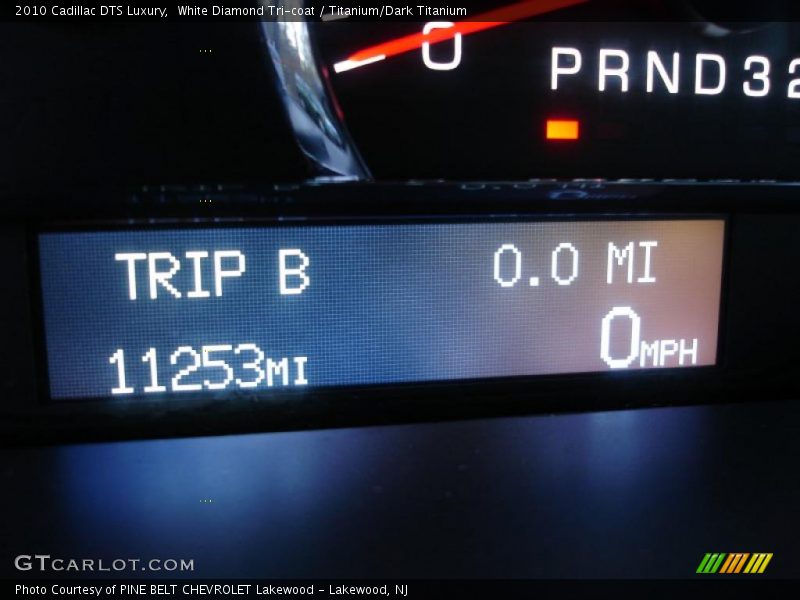 2010 Cadillac DTS Luxury,  White Diamond Tri-coat / Titanium/Dark Titanium
0
PRND32
TRIP B 0.0 MI
11253MI 0MPH
GTCARLOT.COM
Photo Courtesy of PINE BELT CHEVROLET Lakewood - Lakewood, NJ